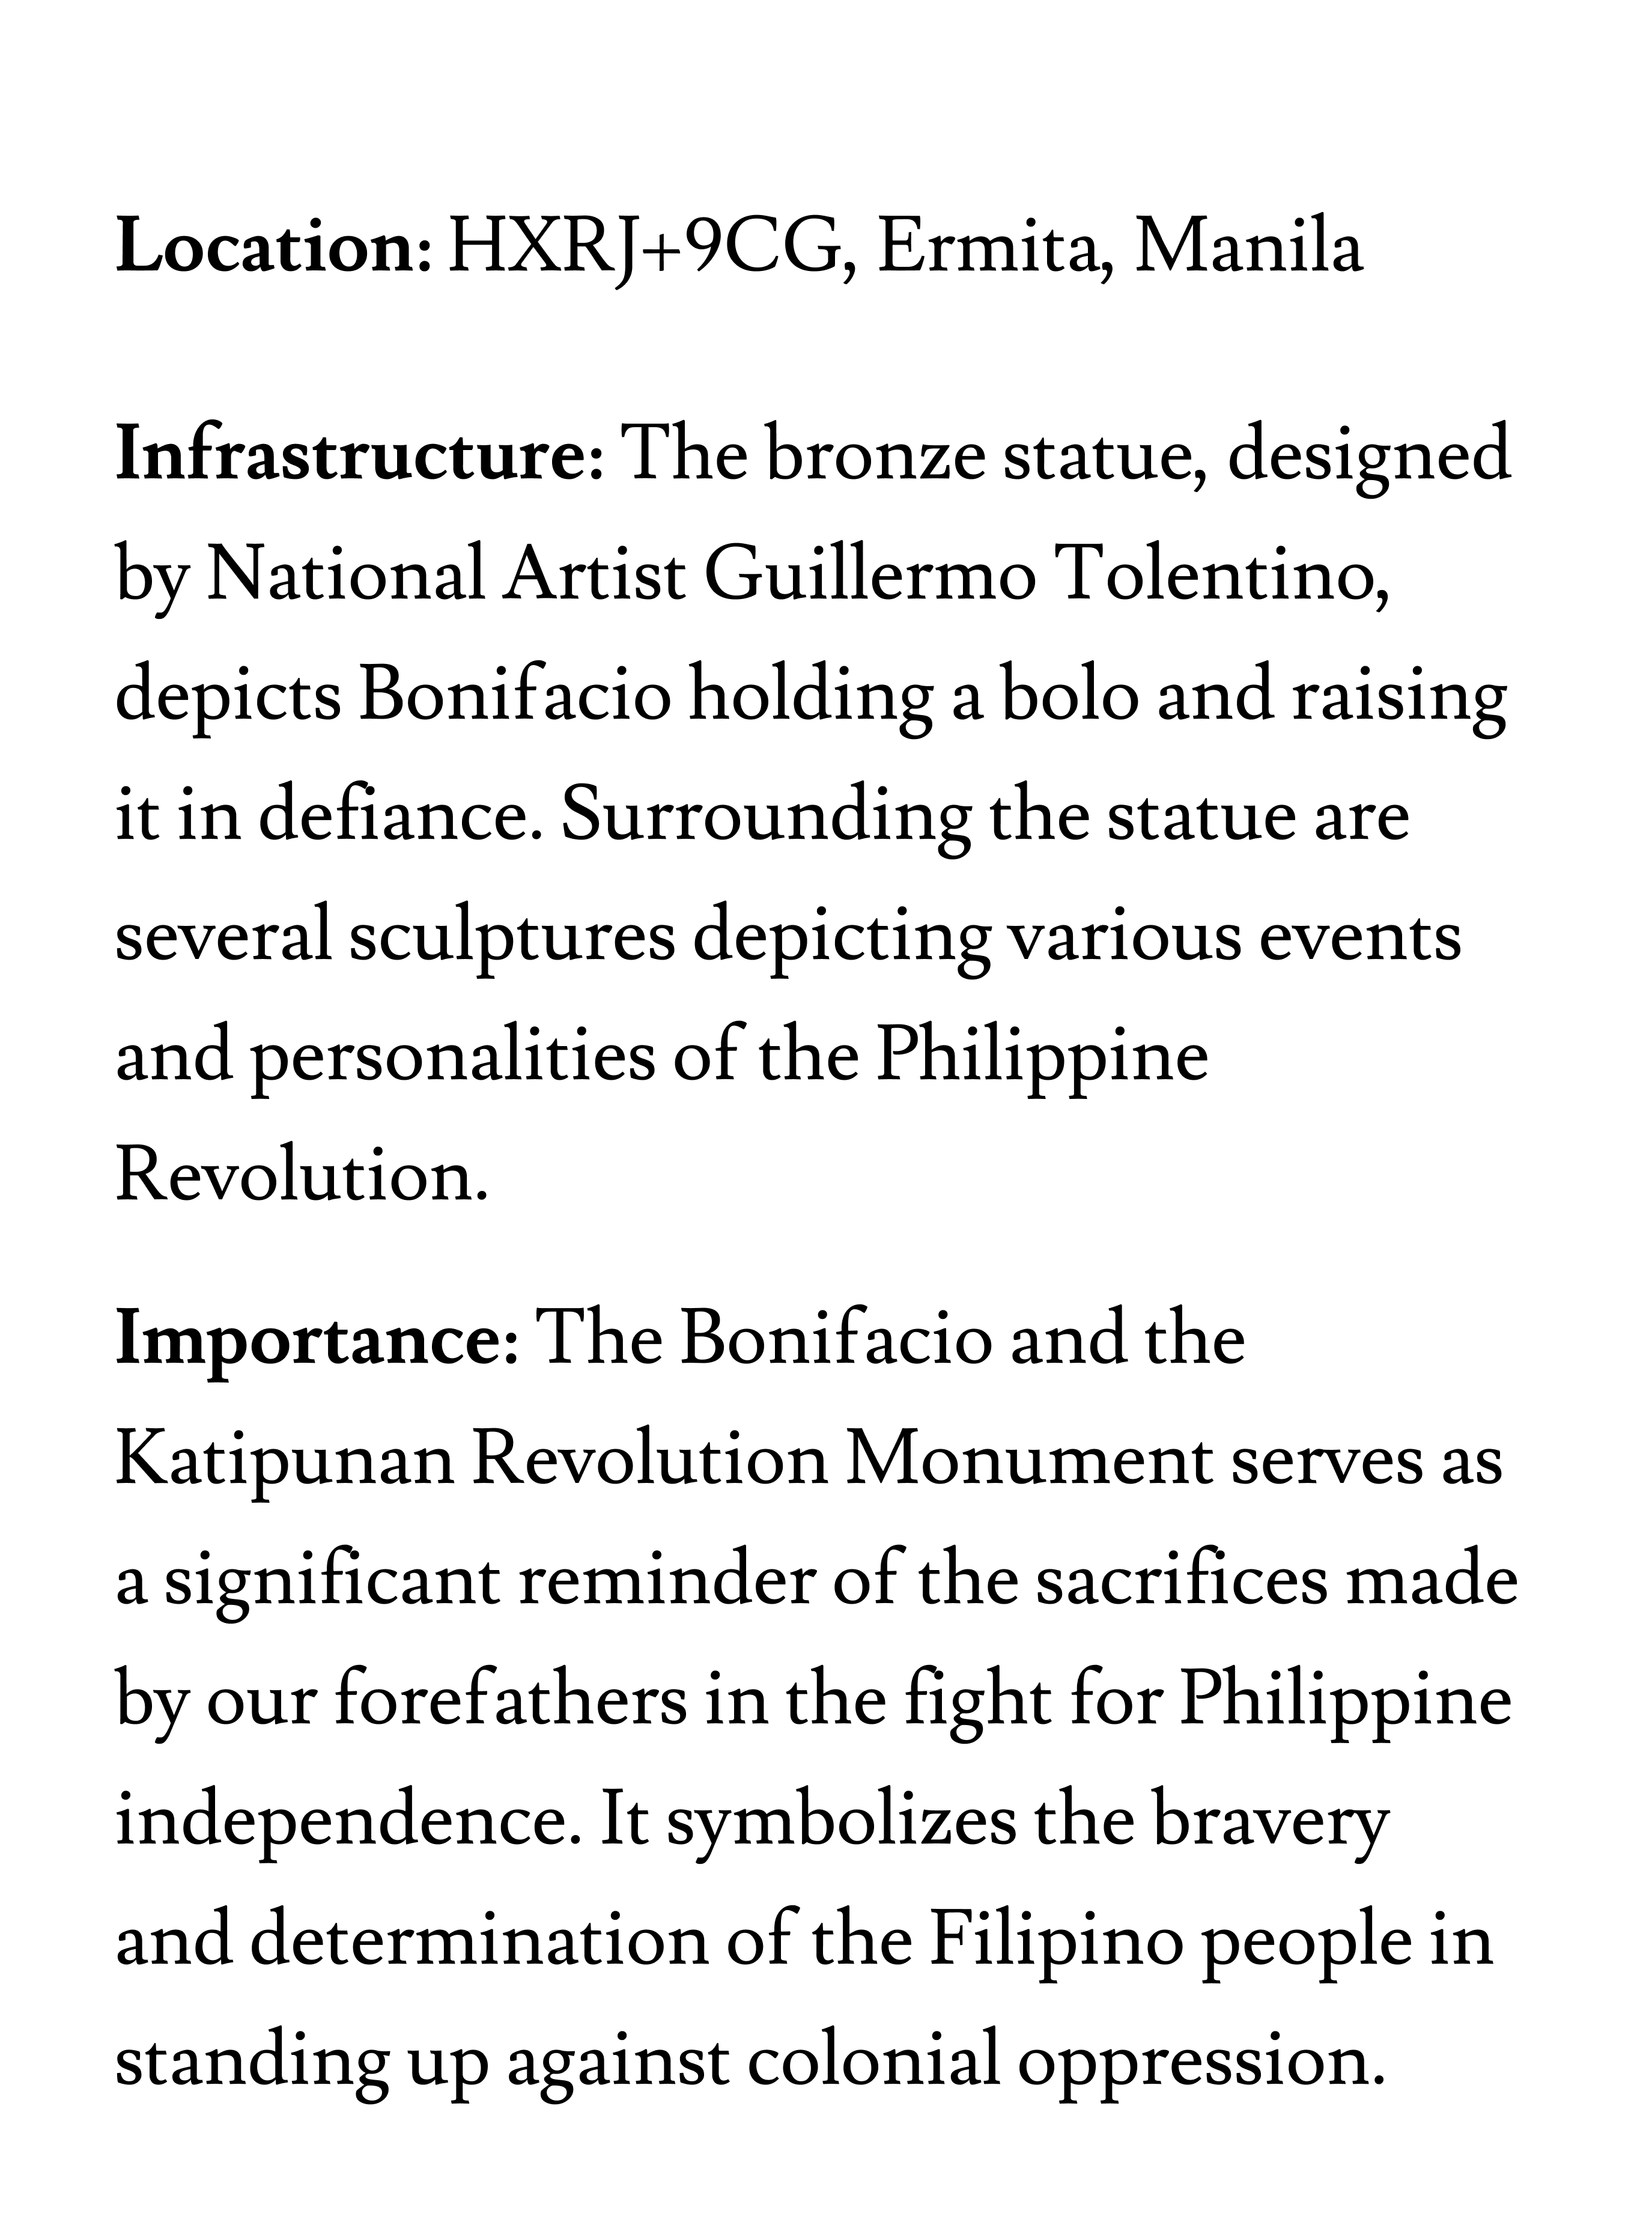 Location: HXRJ+9CG, Ermita, Manila
Infrastructure: The bronze statue, designed
by National Artist Guillermo Tolentino,
depicts Bonifacio holding a bolo and raising
it in defiance. Surrounding the statue are
several sculptures depicting various events
and personalities of the Philippine
Revolution.
Importance: The Bonifacio and the
Katipunan Revolution Monument serves as
a significant reminder of the sacrifices made
by our forefathers in the fight for Philippine
independence. It symbolizes the bravery
and determination of the Filipino people in
standing up against colonial oppression.